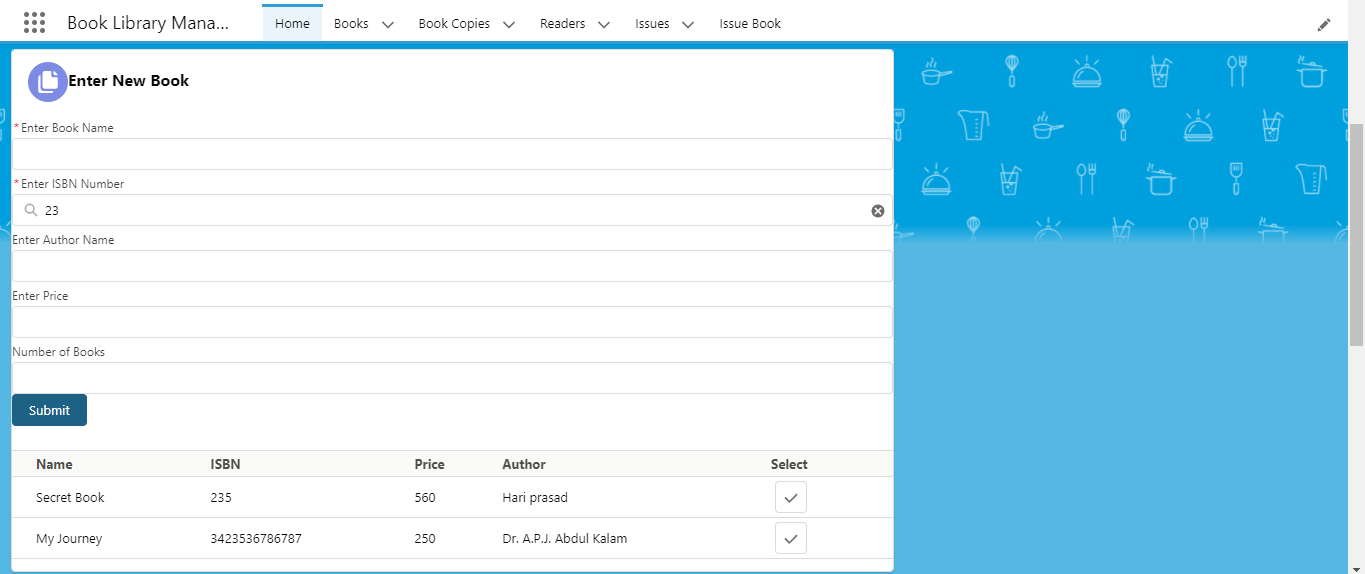 Book Library Mana... Home Books Book Copies Readers Issues Issue Book
Enter New Book
*Enter Book Name
*Enter ISBN Number
23
Enter Author Name
Enter Price
Number of Books
Submit
Name ISBN Price Author Select
Secret Book 235 560 Hari prasad
My Journey 3423536786787 250 Dr. A.P.J. Abdul Kalam